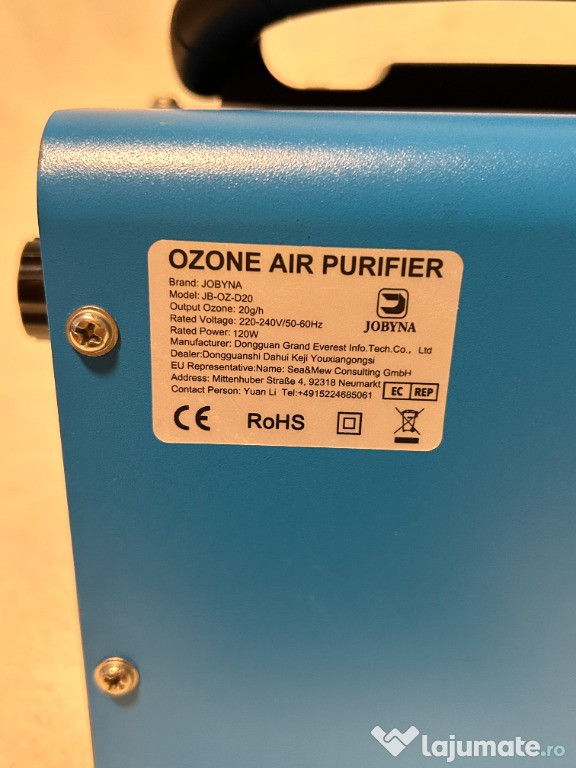 OZONE AIR PURIFIER
Brand: JOBYNA
Model: JB-OZ-D20
Output Ozone: 20g/h
Rated Voltage: 220-240V/50-60Hz
Rated Power: 120W
JOBYNA
Manufacturer: Dongguan Grand Everest Info.Tech.Co., Ltd
Dealer:Dongguanshi Dahui Keji Youxiangongsi
EU Representative:Name: Sea&Mew Consulting GmbH
Address: Mittenhuber Straße 4, 92318 Neumarkt
Contact Person: Yuan Li Tel:+4915224685061
EC REP
CE RoHS
lajumate.ro